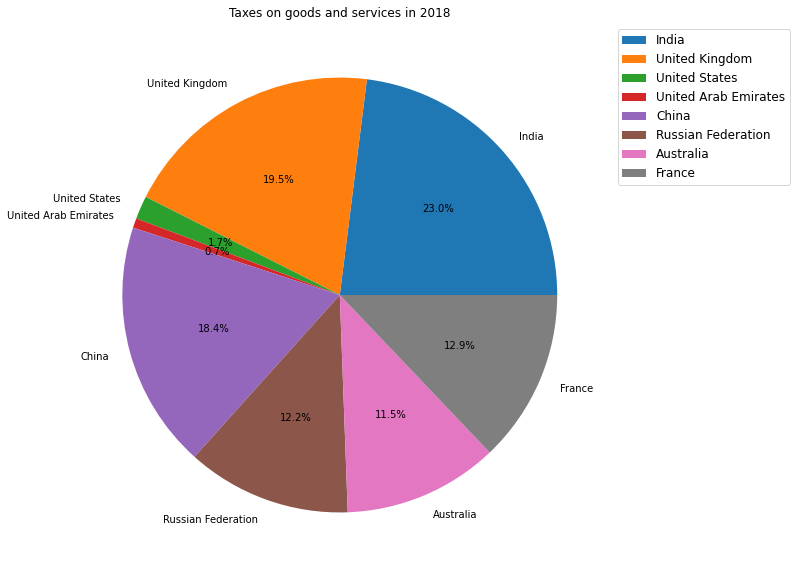 Taxes on goods and services in 2018
India
United Kingdom
United States
United Arab Emirates
China
Russian Federation
Australia
France
United Kingdom
India
19.5%
23.0%
United States
United Arab Emirates
1.7%
0.7%
18.4%
12.9%
China
France
12.2%
11.5%
Russian Federation
Australia